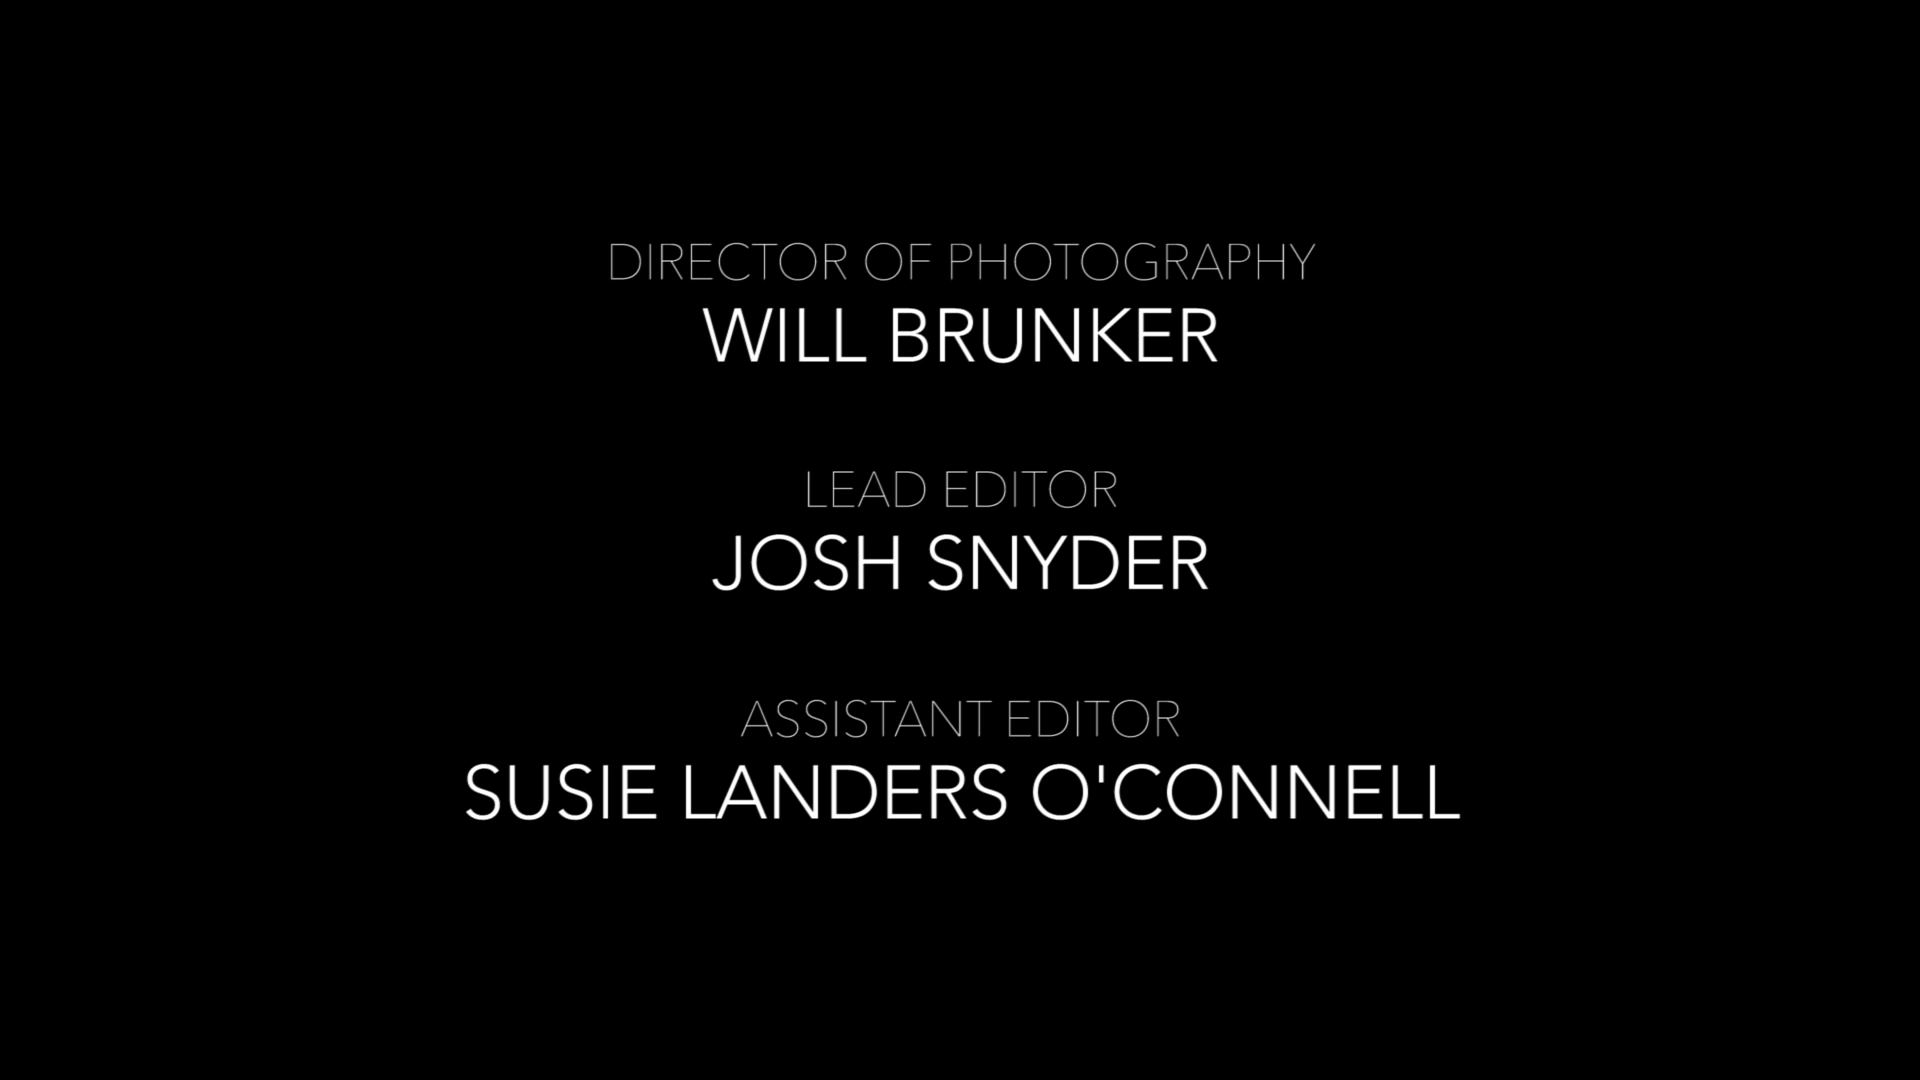 DIRECTOR OF PHOTOGRAPHY
WILL BRUNKER
LEAD EDITOR
JOSH SNYDER
ASSISTANT EDITOR
SUSIE LANDERS O'CONNELL